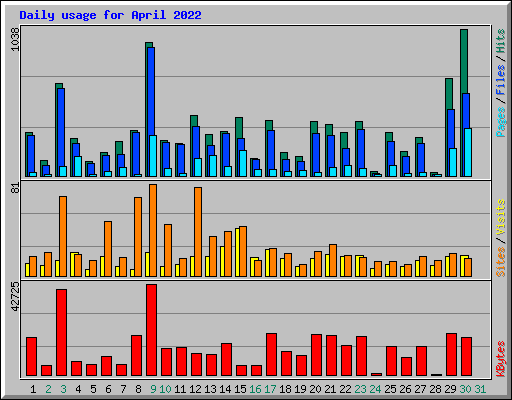 Daily usage for April 2022
1038
Pages / Files / Hits
81
Sites / Visits
42725
KBytes
1 2 3 4 5 6 7 8 9 10 11 12 13 14 15 16 17 18 19 20 21 22 23 24 25 26 27 28 29 30 31